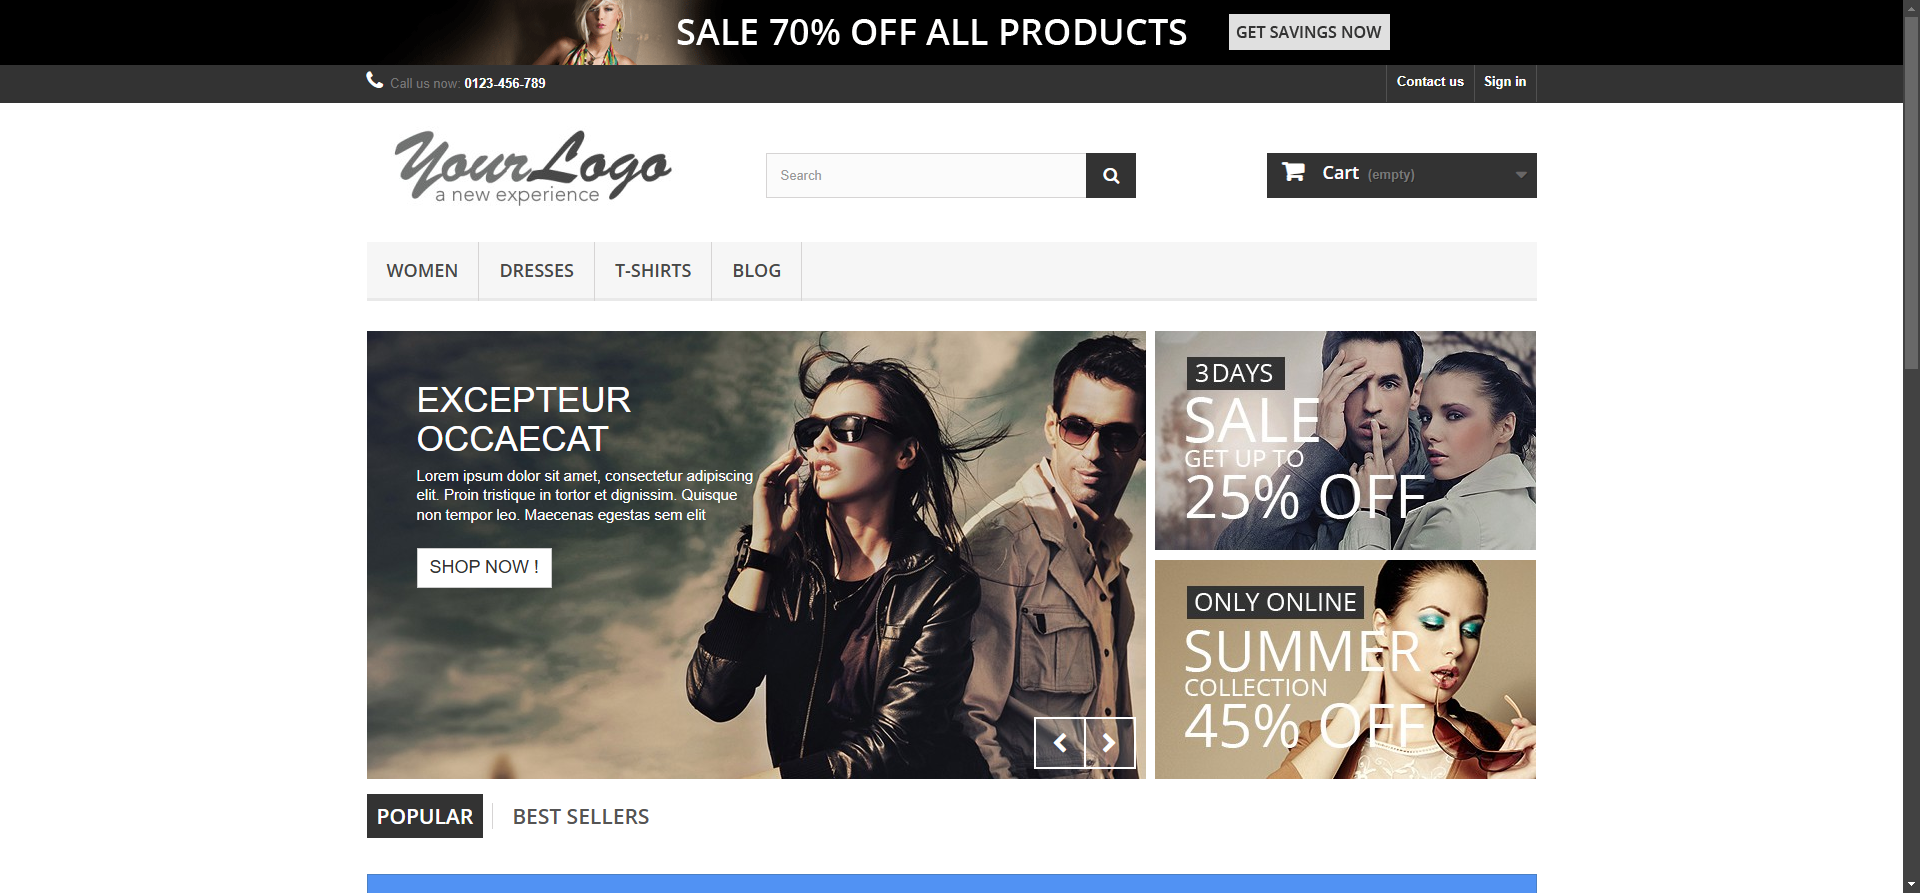 SALE 70% OFF ALL PRODUCTS GET SAVINGS NOW
Call us now: 0123-456-789 Contact us Sign in
YourLogo
a new experience
Search
Cart (empty)
WOMEN DRESSES T-SHIRTS BLOG
EXCEPTEUR
OCCAECAT
Lorem ipsum dolor sit amet, consectetur adipiscing
elit. Proin tristique in tortor et dignissim. Quisque
non tempor leo. Maecenas egestas sem elit
SHOP NOW !
3 DAYS
SALE
GET UP TO
25% OFF
ONLY ONLINE
SUMMER
COLLECTION
45% OFF
POPULAR BEST SELLERS